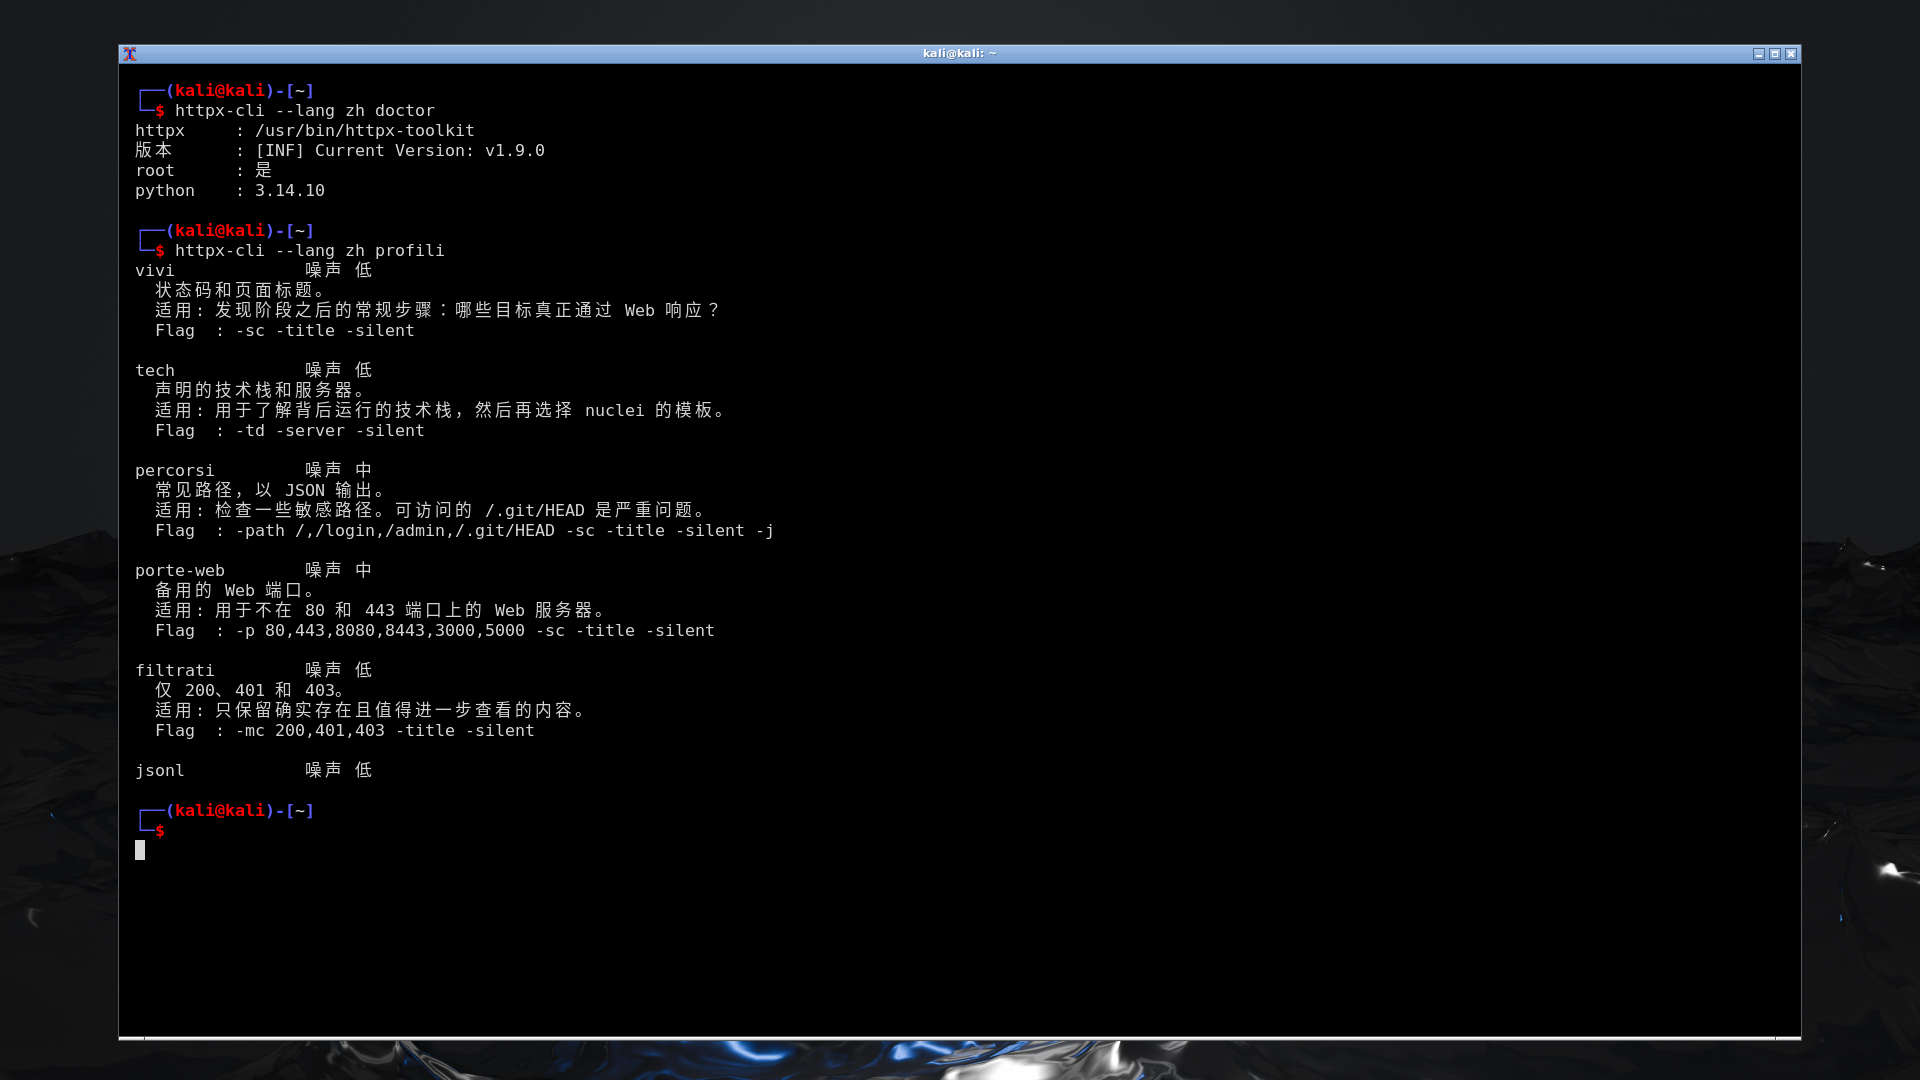 kali@kali: ~
┌──(kali@kali)-[~]
└─$ httpx-cli --lang zh doctor
httpx     : /usr/bin/httpx-toolkit
版本      : [INF] Current Version: v1.9.0
root      : 是
python    : 3.14.10
┌──(kali@kali)-[~]
└─$ httpx-cli --lang zh profili
vivi             噪声 低
  状态码和页面标题。
  适用: 发现阶段之后的常规步骤：哪些目标真正通过 Web 响应？
  Flag  : -sc -title -silent
tech             噪声 低
  声明的技术栈和服务器。
  适用: 用于了解背后运行的技术栈，然后再选择 nuclei 的模板。
  Flag  : -td -server -silent
percorsi         噪声 中
  常见路径，以 JSON 输出。
  适用: 检查一些敏感路径。可访问的 /.git/HEAD 是严重问题。
  Flag  : -path /,/login,/admin,/.git/HEAD -sc -title -silent -j
porte-web        噪声 中
  备用的 Web 端口。
  适用: 用于不在 80 和 443 端口上的 Web 服务器。
  Flag  : -p 80,443,8080,8443,3000,5000 -sc -title -silent
filtrati         噪声 低
  仅 200、401 和 403。
  适用: 只保留确实存在且值得进一步查看的内容。
  Flag  : -mc 200,401,403 -title -silent
jsonl            噪声 低
┌──(kali@kali)-[~]
└─$